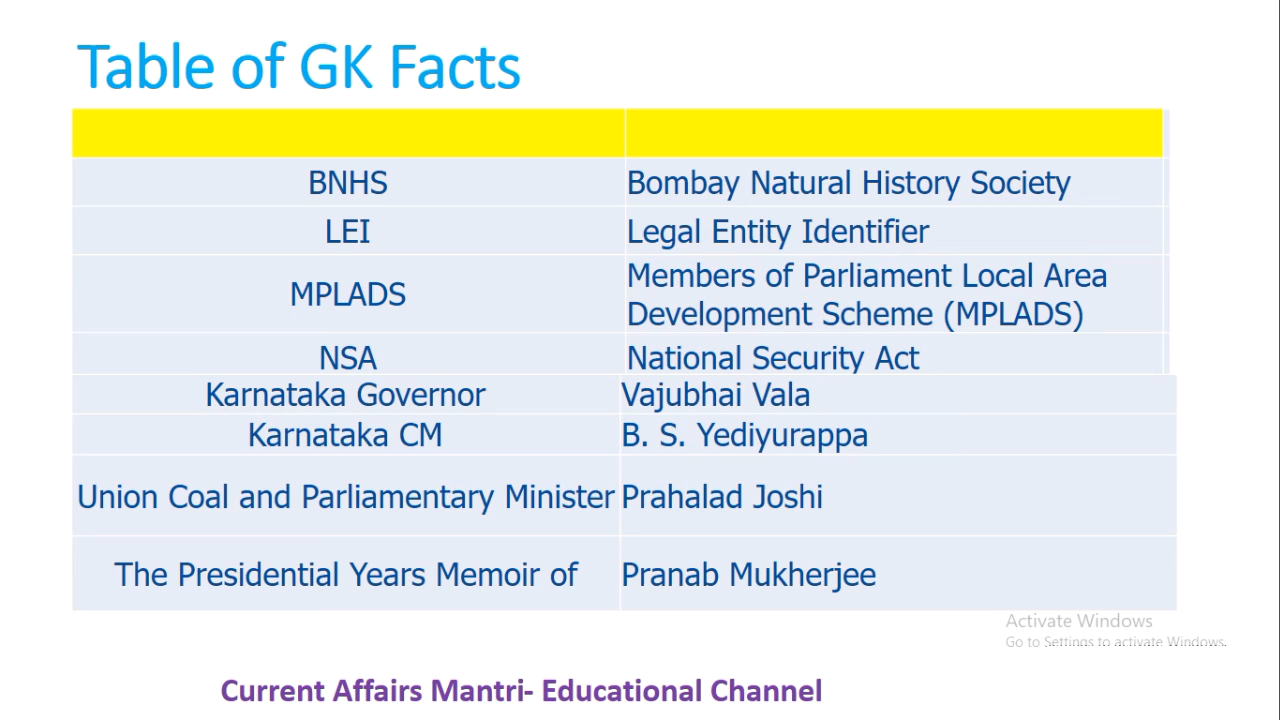 Table of GK Facts
BNHS Bombay Natural History Society
LEI Legal Entity Identifier
MPLADS Members of Parliament Local Area
Development Scheme (MPLADS)
NSA National Security Act
Karnataka Governor Vajubhai Vala
Karnataka CM B. S. Yediyurappa
Union Coal and Parliamentary Minister Prahalad Joshi
The Presidential Years Memoir of Pranab Mukherjee
Activate Windows
Go to Settings to activate Windows.
Current Affairs Mantri- Educational Channel